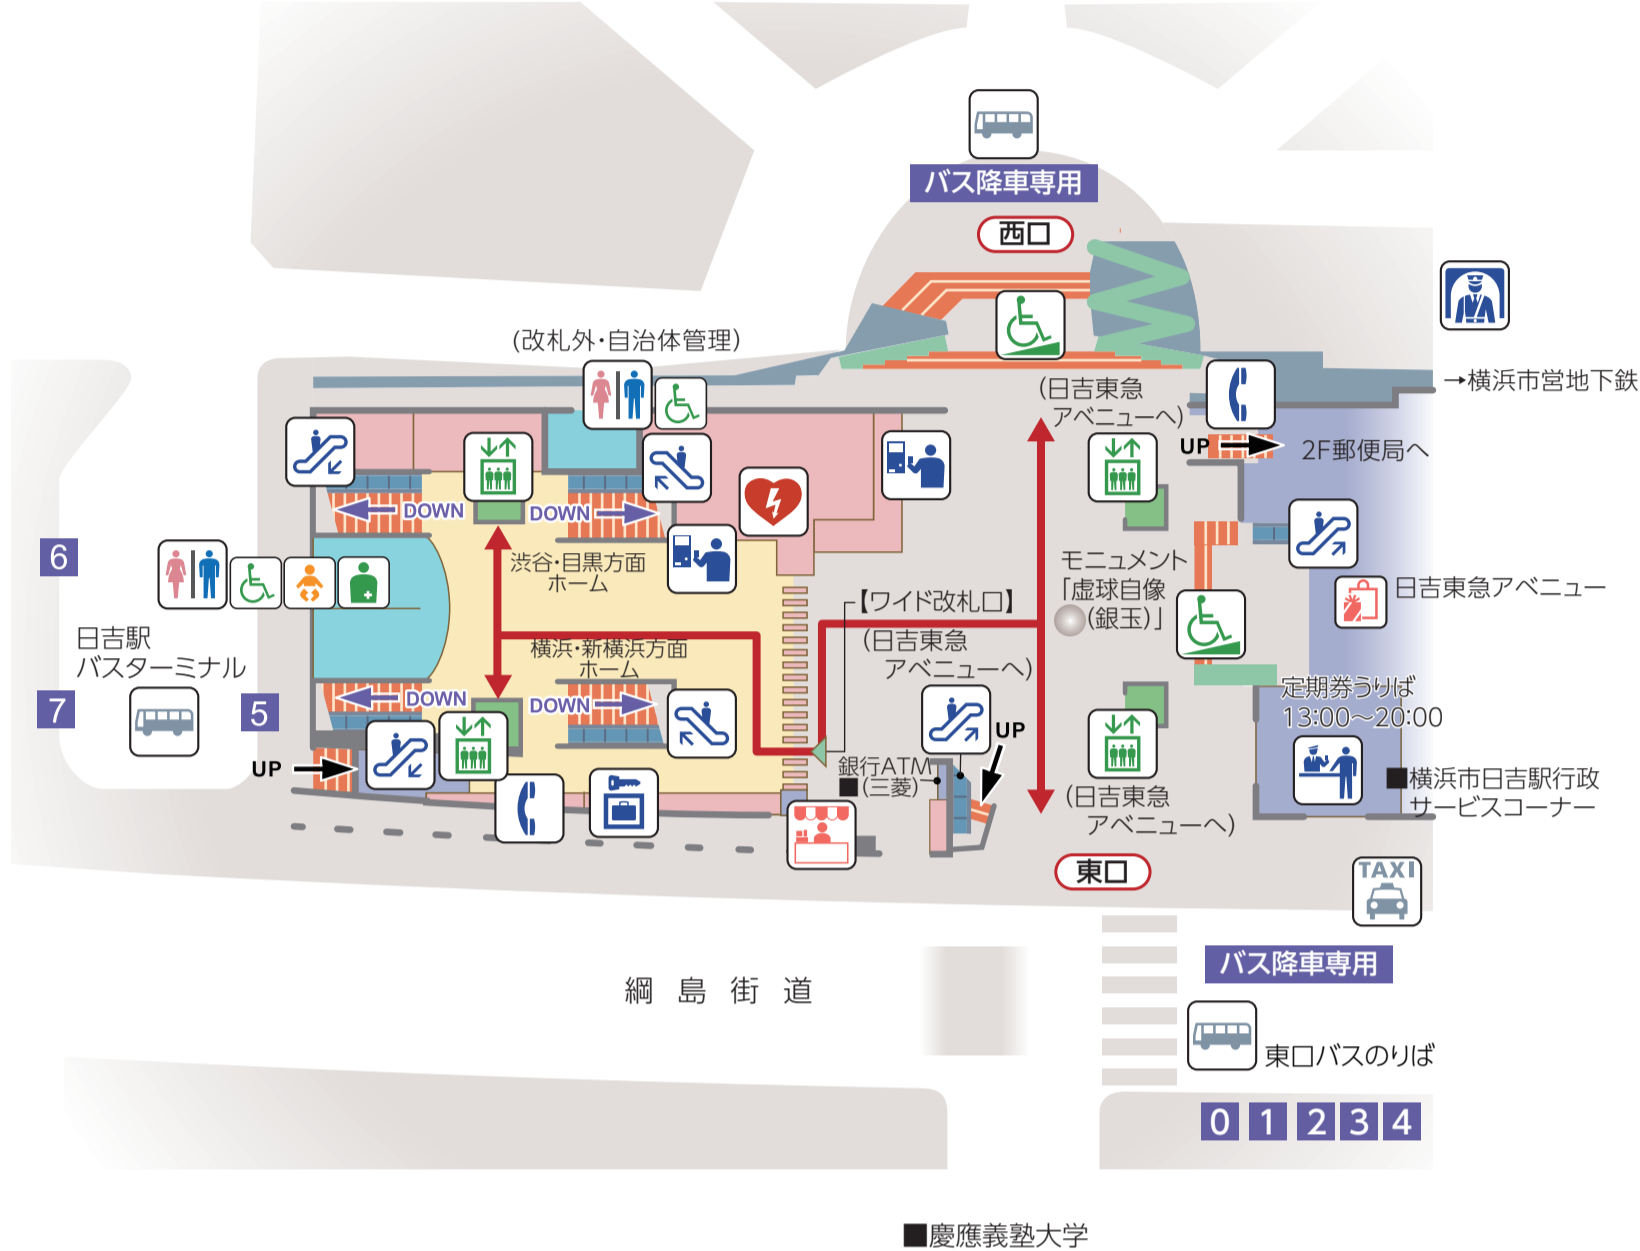 バス降車専用
西口
(改札外・自治体管理)
(日吉東急
アベニューへ)
→横浜市営地下鉄
UP
2F郵便局へ
DOWN
DOWN
渋谷・目黒方面
ホーム
モニュメント
「虚球自像
(銀玉)」
日吉東急アベニュー
6
【ワイド改札口】
(日吉東急
アベニューへ)
日吉駅
バスターミナル
横浜・新横浜方面
ホーム
7
5
DOWN
DOWN
定期券うりば
13:00～20:00
UP
UP
銀行ATM
■(三菱)
(日吉東急
アベニューへ)
■横浜市日吉駅行政
サービスコーナー
東口
TAXI
バス降車専用
綱島街道
東口バスのりば
0 1 2 3 4
■慶應義塾大学